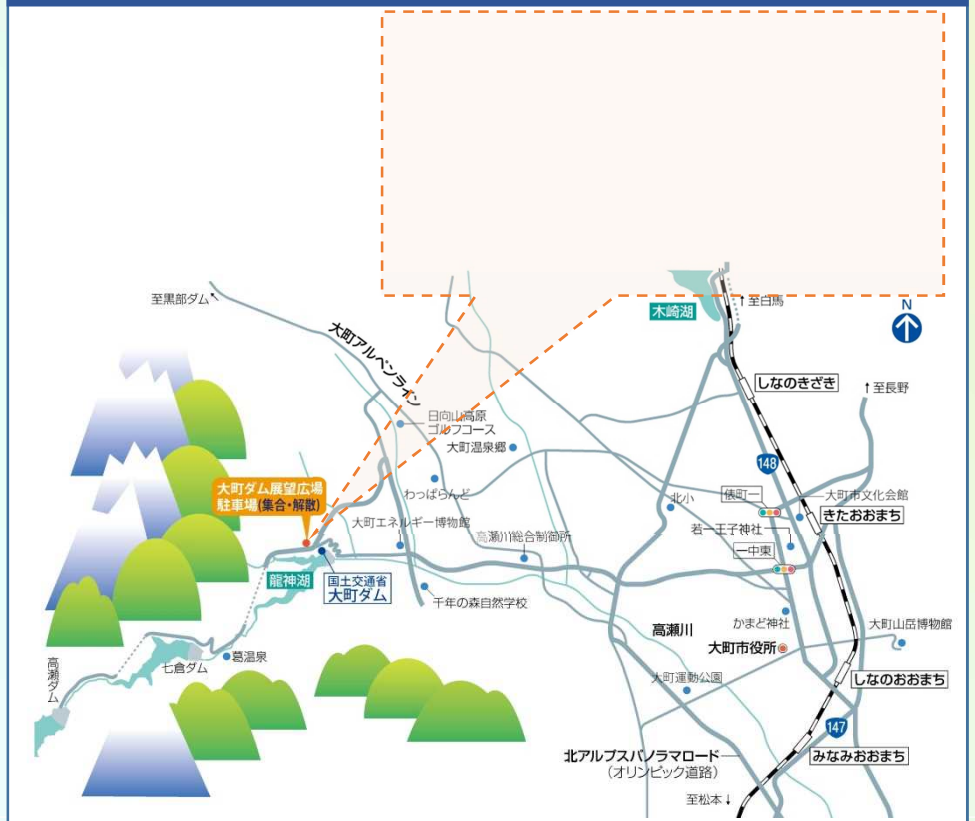 至黒部ダム
大町アルペンライン
木崎湖
↑至白馬
N
しなのきざき
↑至長野
日向山高原
ゴルフコース
大町温泉郷
148
大町ダム展望広場
駐車場(集合・解散)
わっぱらんど
北小
俵町一
大町市文化会館
きたおおまち
大町エネルギー博物館
高瀬川総合制御所
若一王子神社
一中東
龍神湖
国土交通省
大町ダム
千年の森自然学校
かまど神社
高瀬川
大町市役所
大町山岳博物館
高瀬ダム
七倉ダム
葛温泉
大町運動公園
しなのおおまち
147
北アルプスパノラマロード
(オリンピック道路)
みなみおおまち
至松本↓